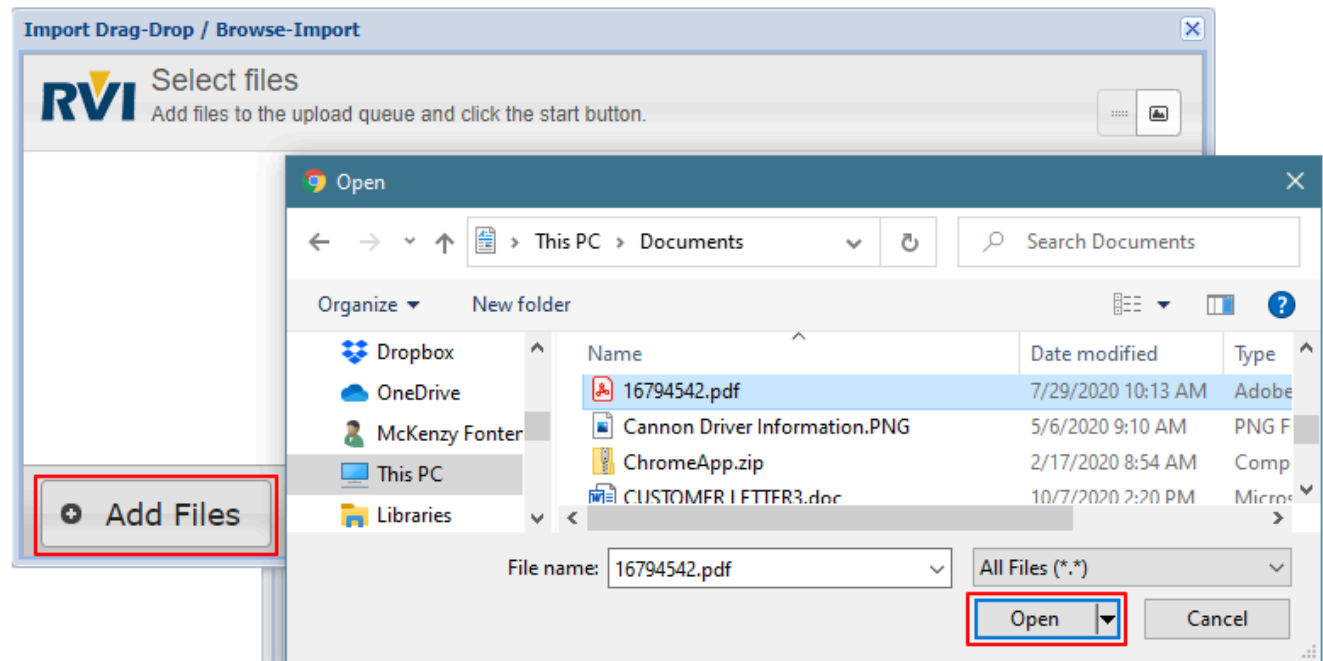 Import Drag-Drop / Browse-Import
RVI
Select files
Add files to the upload queue and click the start button.
Open
This PC > Documents
Search Documents
Organize
New folder
Dropbox
OneDrive
McKenzy Fonter
This PC
Libraries
Name Date modified Type
16794542.pdf 7/29/2020 10:13 AM Adobe
Cannon Driver Information.PNG 5/6/2020 9:10 AM PNG F
ChromeApp.zip 2/17/2020 8:54 AM Comp
CUSTOMER LETTER3.doc 10/7/2020 2:20 PM Micros
Add Files
File name: 16794542.pdf All Files (*.*)
Open Cancel